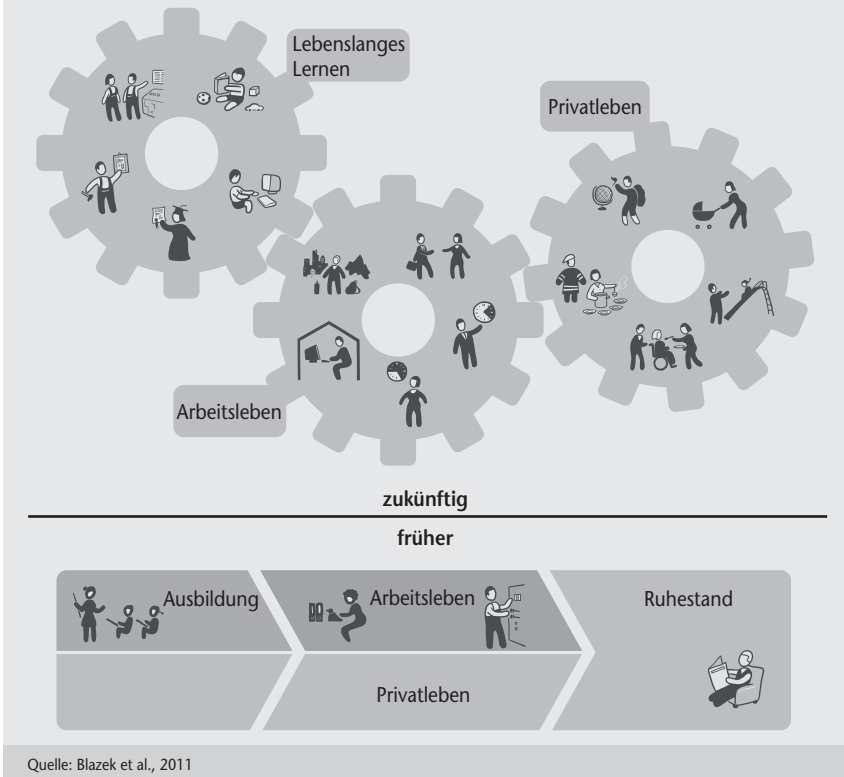 Lebenslanges
Lernen
Privatleben
Arbeitsleben
zukünftig
früher
Ausbildung
Arbeitsleben
Ruhestand
Privatleben
Quelle: Blazek et al., 2011